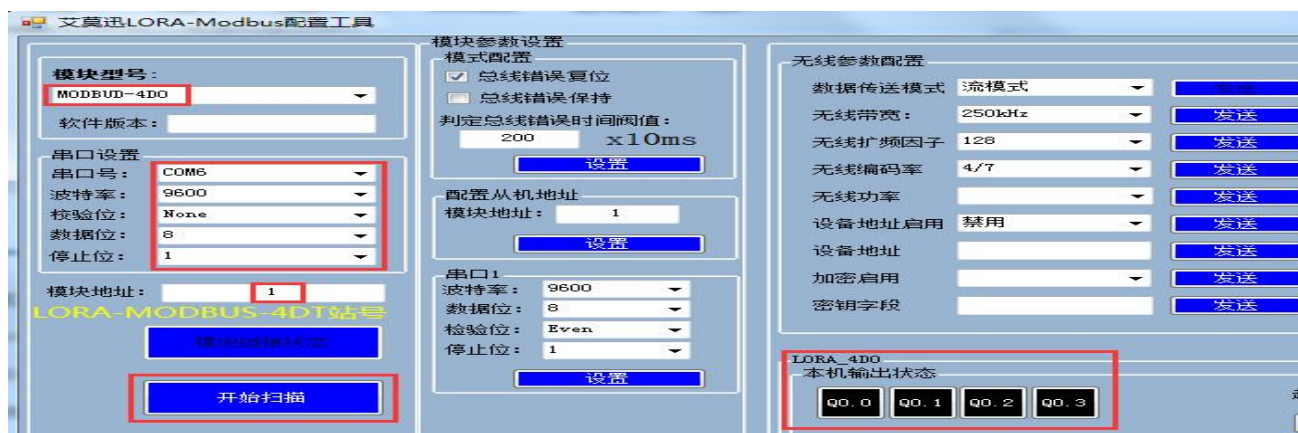 艾莫迅LORA-Modbus配置工具
模块型号:
MODBUD-4DO
软件版本:
串口设置
串口号: COM6
波特率: 9600
校验位: None
数据位: 8
停止位: 1
模块地址: 1
LORA-MODBUS-4DT站号
开始扫描
模块参数设置
模式配置
总线错误复位
总线错误保持
判定总线错误时间阀值:
200 x10ms
设置
配置从机地址
模块地址: 1
设置
串口1
波特率: 9600
数据位: 8
检验位: Even
停止位: 1
设置
无线参数配置
数据传送模式 流模式 发送
无线带宽: 250kHz 发送
无线扩频因子 128 发送
无线编码率 4/7 发送
无线功率 发送
设备地址启用 禁用 发送
设备地址 发送
加密启用 发送
密钥字段 发送
LORA_4DO
本机输出状态
Q0.0 Q0.1 Q0.2 Q0.3